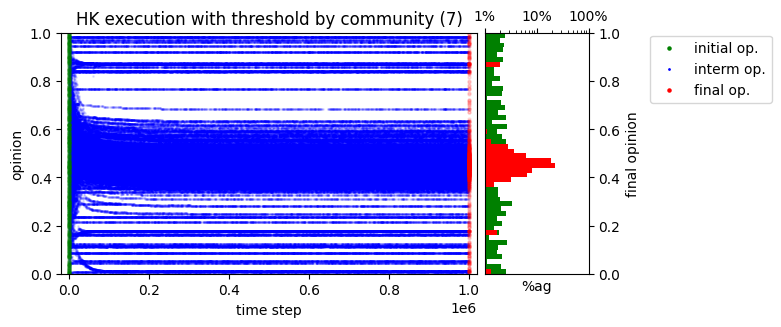 HK execution with threshold by community (7)
1% 10% 100%
initial op.
interm op.
final op.
1.0 1.0
0.8 0.8
0.6 0.6
opinion final opinion
0.4 0.4
0.2 0.2
0.0 0.0
0.0 0.2 0.4 0.6 0.8 1.0 %ag
time step 1e6